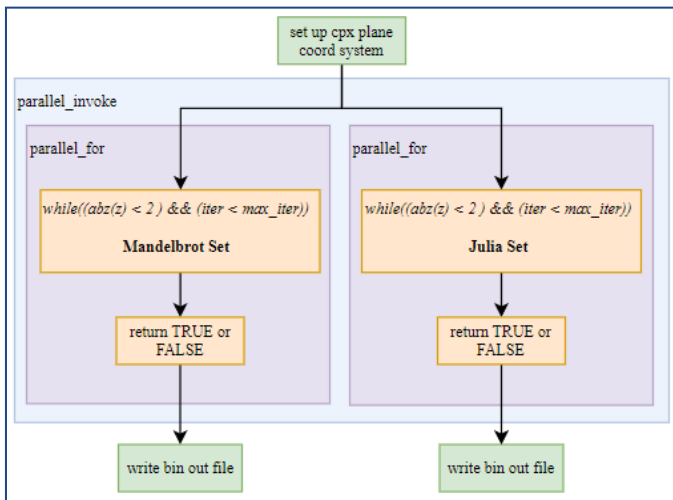 set up cpx plane
coord system
parallel_invoke
parallel_for
while((abz(z) < 2 ) && (iter < max_iter))
Mandelbrot Set
return TRUE or
FALSE
write bin out file
parallel_for
while((abz(z) < 2 ) && (iter < max_iter))
Julia Set
return TRUE or
FALSE
write bin out file